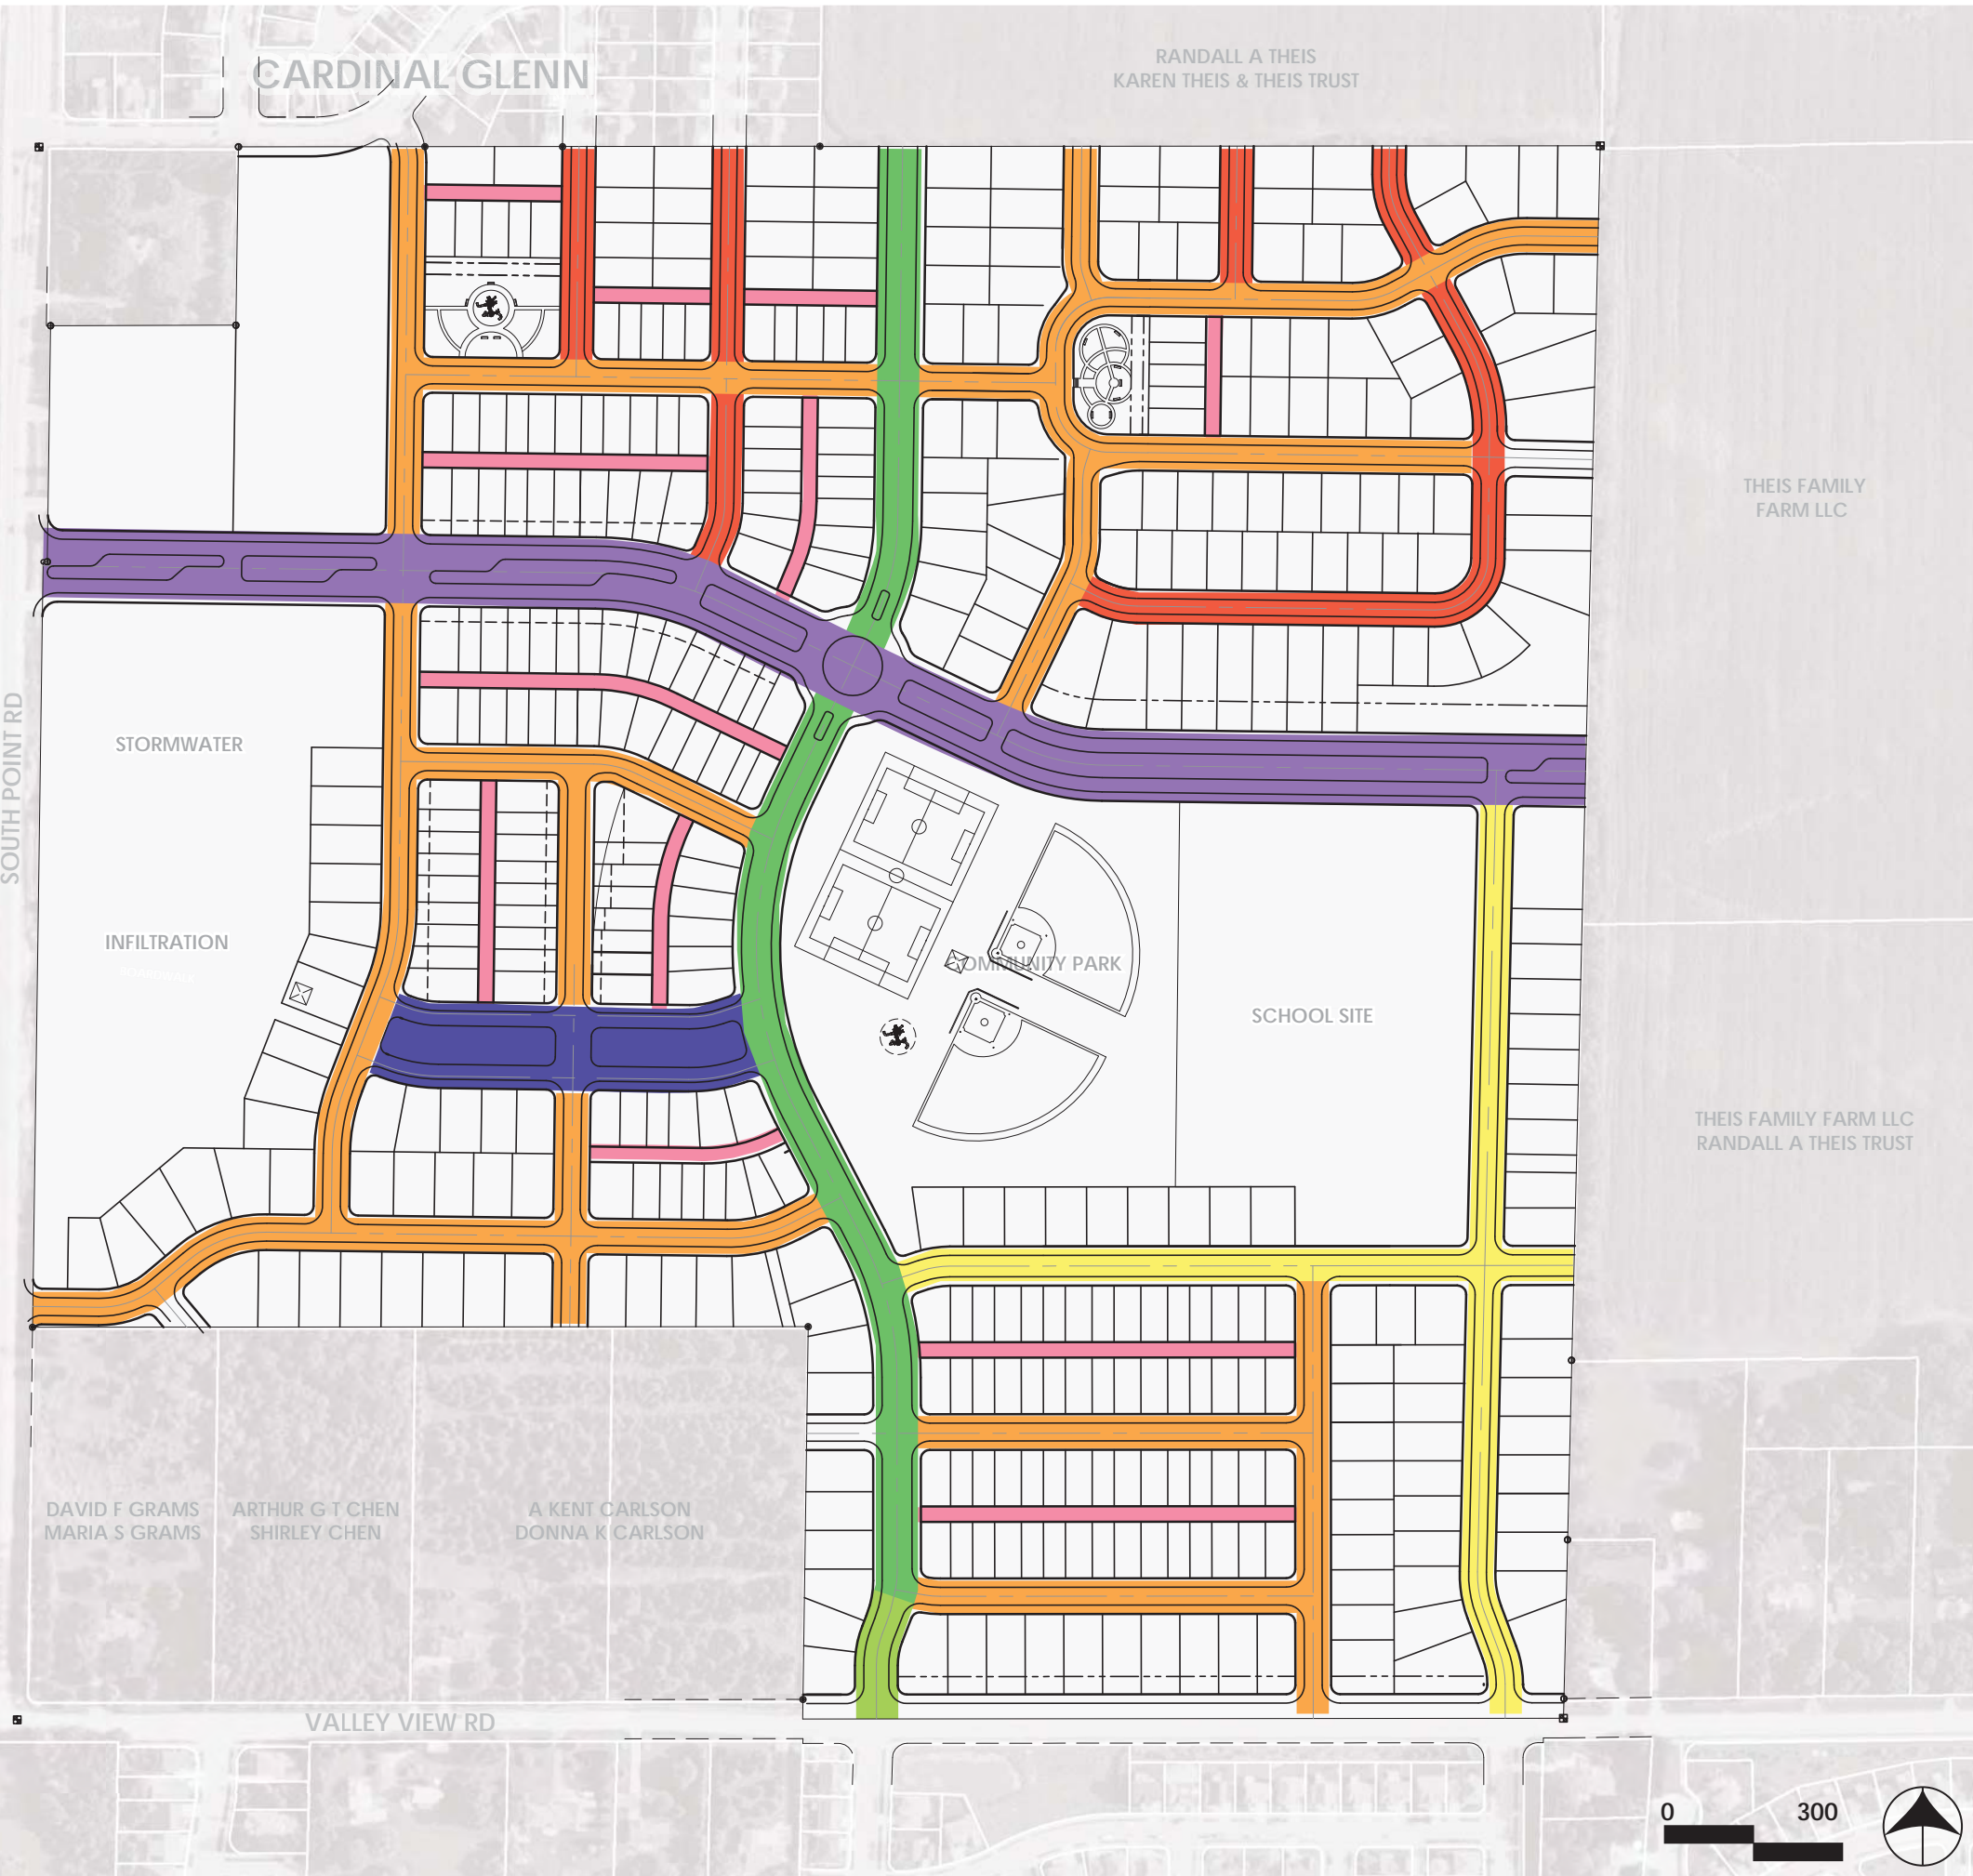 CARDINAL GLENN
RANDALL A THEIS
KAREN THEIS & THEIS TRUST
THEIS FAMILY
FARM LLC
SOUTH POINT RD
STORMWATER
INFILTRATION
BOARDWALK
COMMUNITY PARK
SCHOOL SITE
THEIS FAMILY FARM LLC
RANDALL A THEIS TRUST
DAVID F GRAMS
MARIA S GRAMS
ARTHUR G T CHEN
SHIRLEY CHEN
A KENT CARLSON
DONNA K CARLSON
VALLEY VIEW RD
0 300